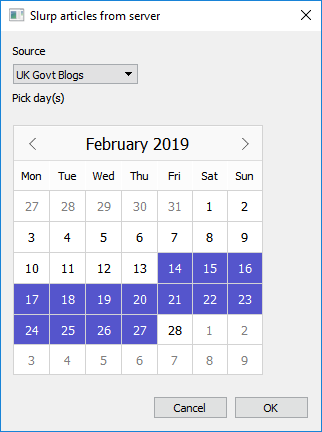 Slurp articles from server
Source
UK Govt Blogs
Pick day(s)
February 2019
Mon Tue Wed Thu Fri Sat Sun
27 28 29 30 31 1 2
3 4 5 6 7 8 9
10 11 12 13 14 15 16
17 18 19 20 21 22 23
24 25 26 27 28 1 2
3 4 5 6 7 8 9
Cancel OK